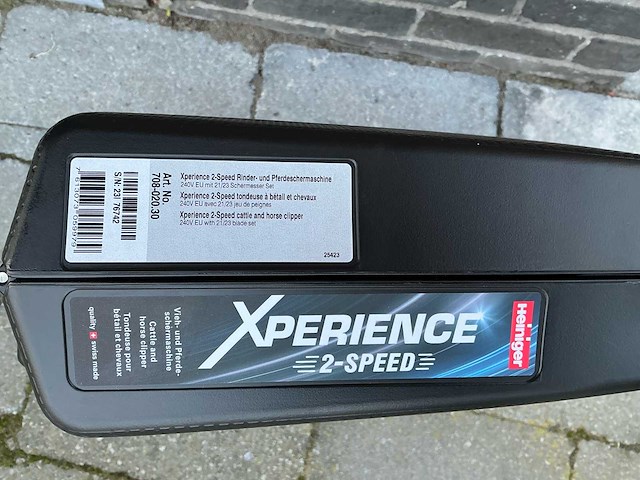 Xperience 2-Speed Rinder- und Pferdeschermaschine
240V EU mit 21/23 Schermesser Set
Xperience 2-Speed tondeuse à bétail et chevaux
240V EU avec 21/23 jeu de peignes
Xperience 2-Speed cattle and horse clipper
240V EU with 21/23 blade set
25423
Art. No.
708-020.30
S/N: 23I 76742
XPERIENCE
2-SPEED
Heiniger
Vieh- und Pferde-
schermaschine
Cattle and
horse clipper
Tondeuse pour
bétail et chevaux
quality swiss made